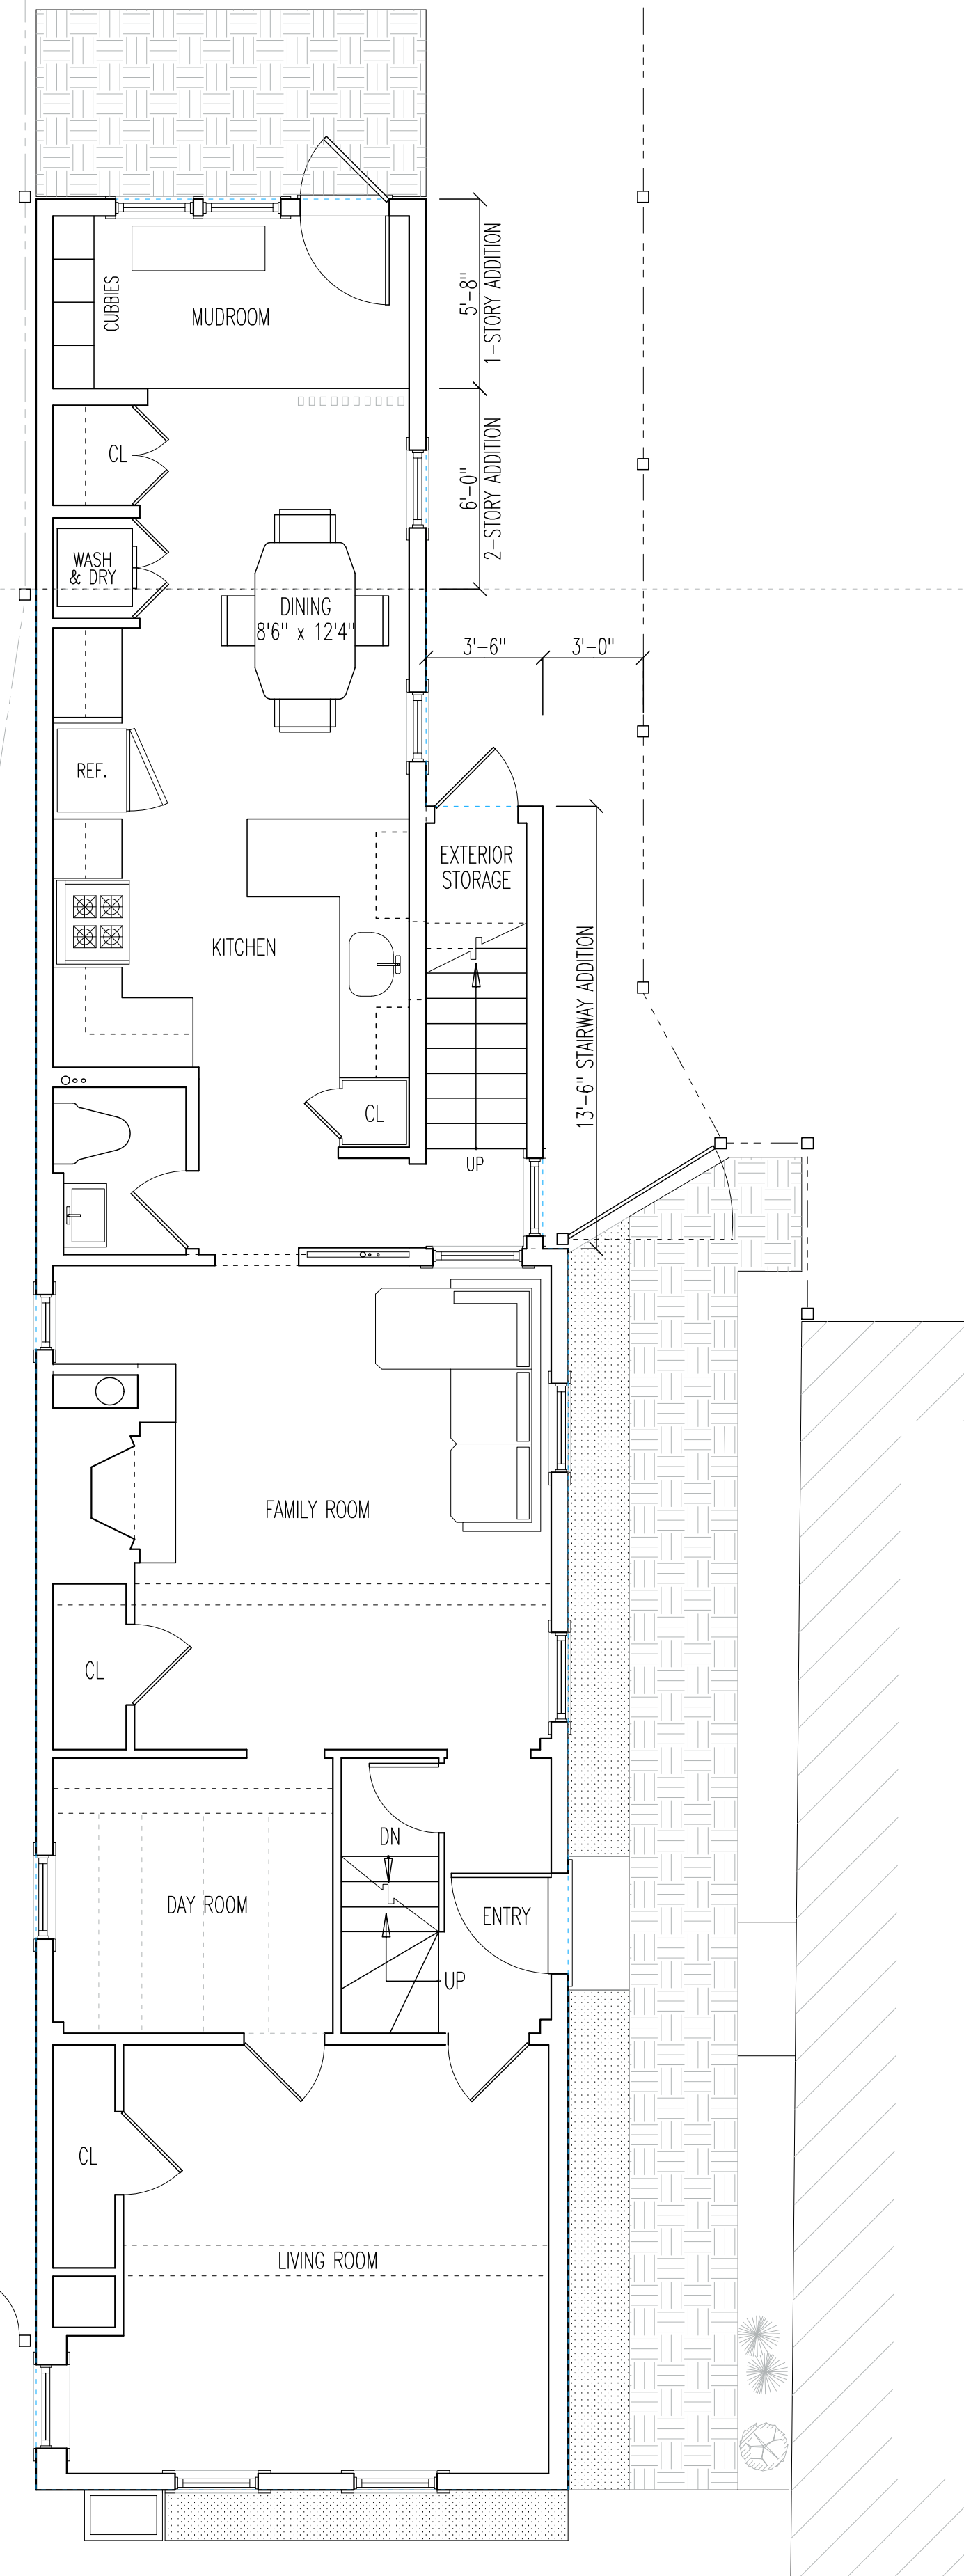 CUBBIES
MUDROOM
5'-8"
1-STORY ADDITION
CL
6'-0"
2-STORY ADDITION
WASH
& DRY
DINING
8'6" x 12'4"
3'-6"
3'-0"
REF.
EXTERIOR
STORAGE
KITCHEN
13'-6" STAIRWAY ADDITION
CL
UP
FAMILY ROOM
CL
DN
DAY ROOM
ENTRY
UP
CL
LIVING ROOM